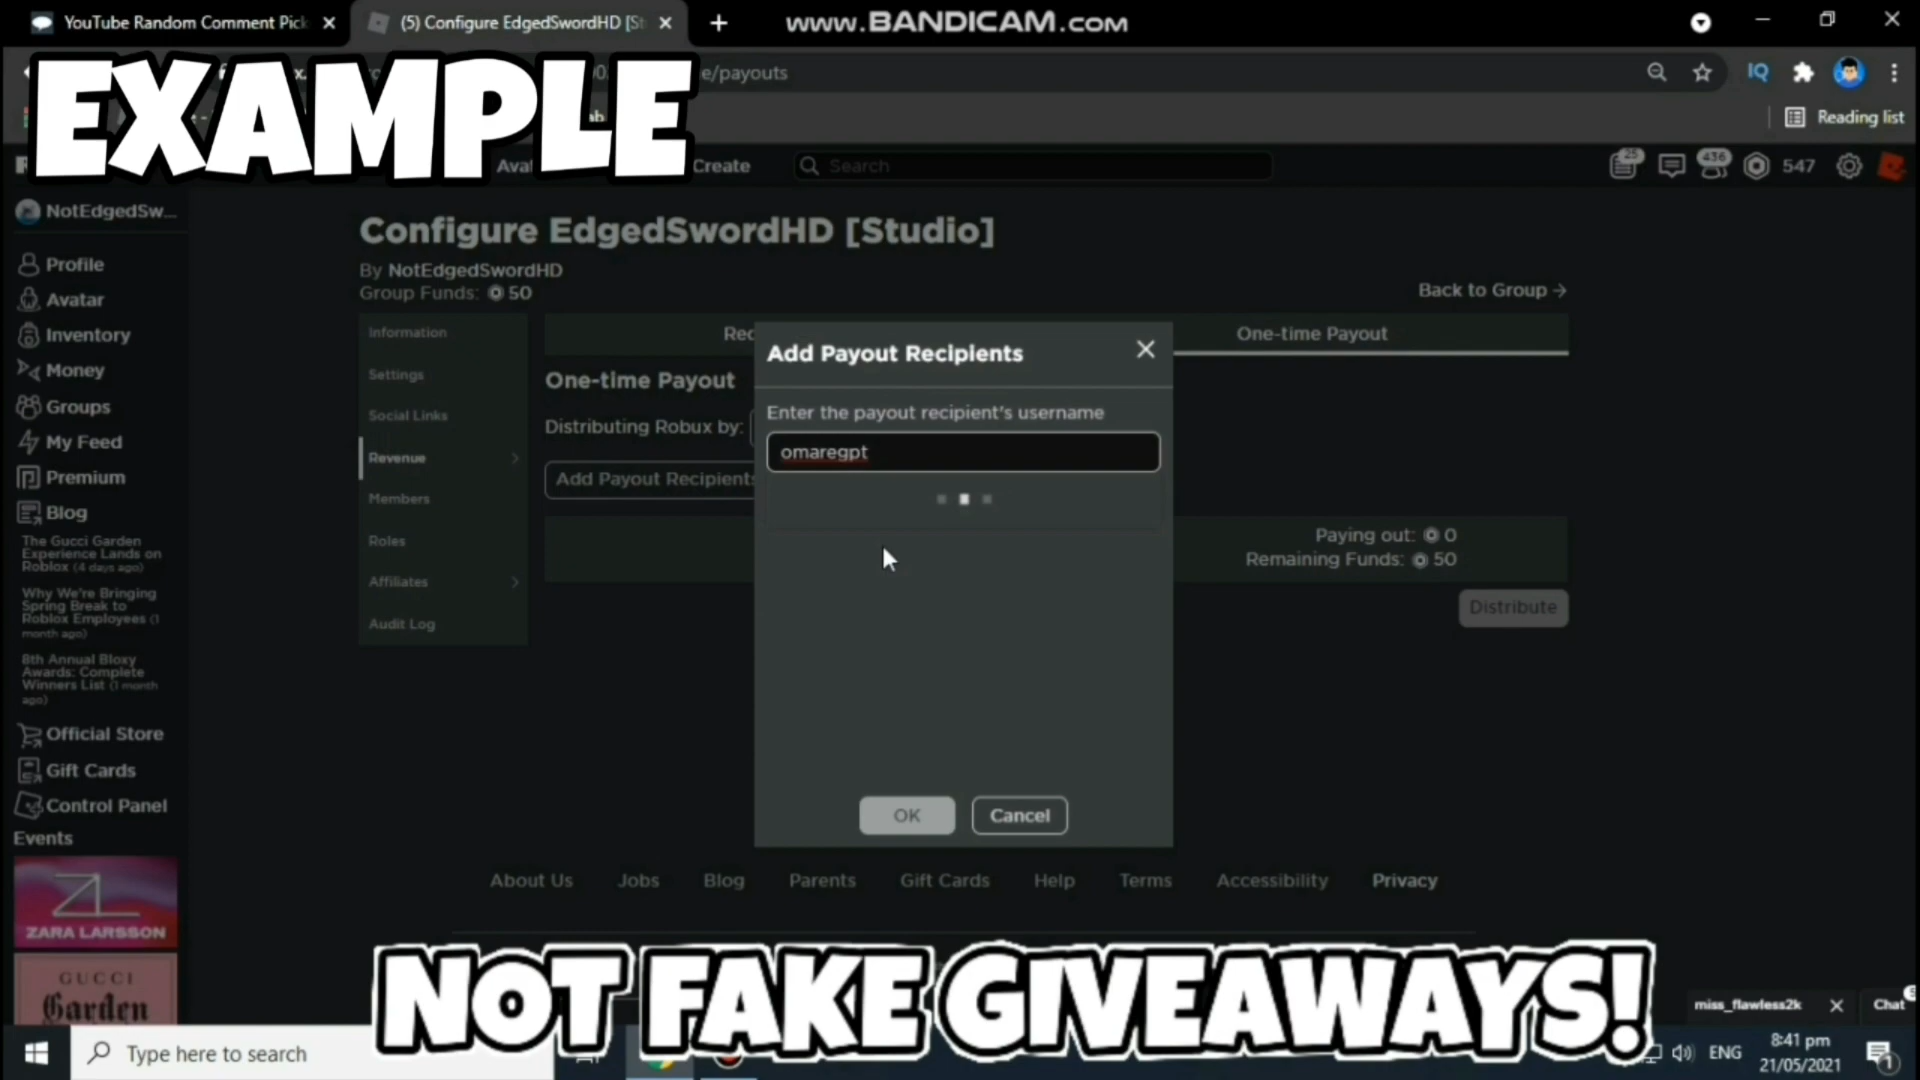 YouTube Random Comment Pick
(5) Configure EdgedSwordHD [St
www.BANDICAM.com
EXAMPLE
e/payouts
IQ
Reading list
Create
Search
25
436
547
NotEdgedSw...
Configure EdgedSwordHD [Studio]
By NotEdgedSwordHD
Group Funds: 50
Back to Group
Profile
Avatar
Inventory
Money
Groups
My Feed
Premium
Blog
The Gucci Garden
Experience Lands on
Roblox (4 days ago)
Why We're Bringing
Spring Break to
Roblox Employees (1
month ago)
8th Annual Bloxy
Awards: Complete
Winners List (1 month
ago)
Official Store
Gift Cards
Control Panel
Events
ZARA LARSSON
GUCCI
Garden
Information
Settings
Social Links
Revenue
Members
Roles
Affiliates
Audit Log
One-time Payout
One-time Payout
Distributing Robux by:
Add Payout Recipients
Paying out: 0
Remaining Funds: 50
Distribute
Add Payout Recipients
Enter the payout recipient's username
omaregpt
OK
Cancel
About Us
Jobs
Blog
Parents
Gift Cards
Help
Terms
Accessibility
Privacy
NOT FAKE GIVEAWAYS!
miss_flawless2k
Chat
Type here to search
ENG
8:41 pm
21/05/2021
1